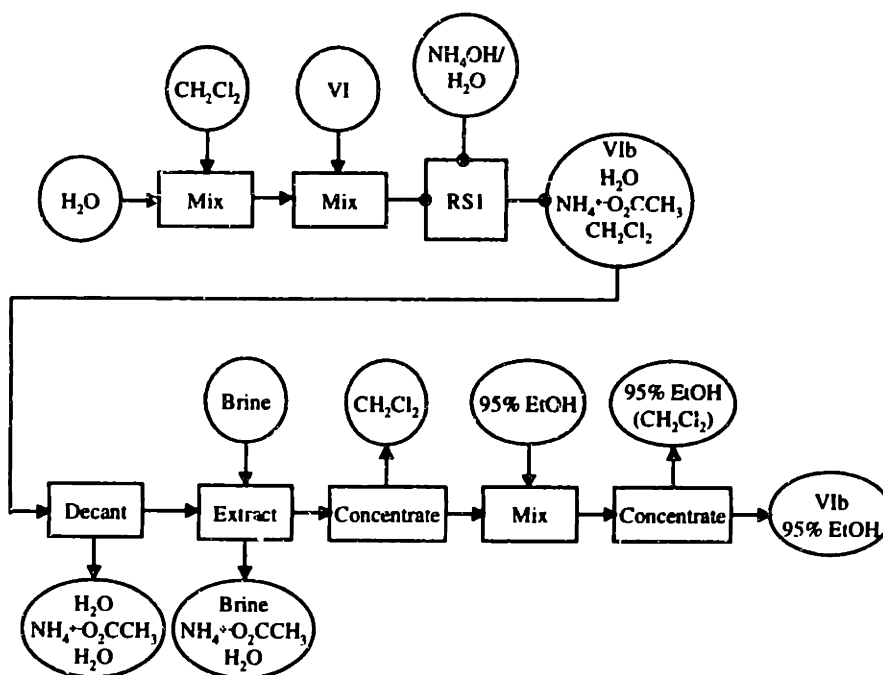 CH₂Cl₂
VI
NH₄OH/
H₂O
H₂O
Mix
Mix
RS1
VIb
H₂O
NH₄⁺⁻O₂CCH₃
CH₂Cl₂
Brine
CH₂Cl₂
95% EtOH
95% EtOH
(CH₂Cl₂)
Decant
Extract
Concentrate
Mix
Concentrate
VIb
95% EtOH
H₂O
NH₄⁺⁻O₂CCH₃
H₂O
Brine
NH₄⁺⁻O₂CCH₃
H₂O